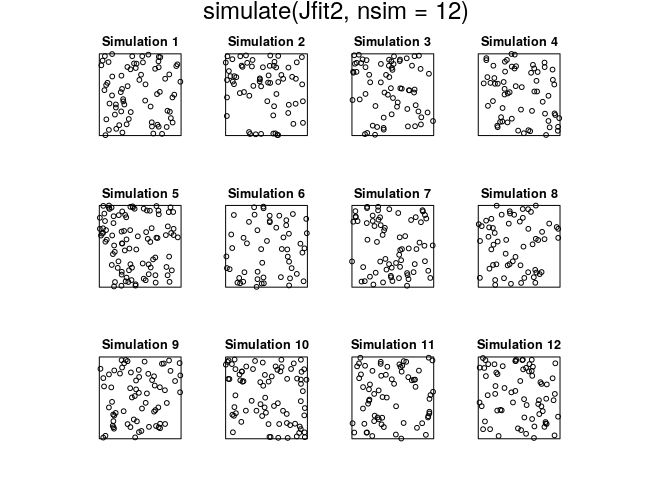 simulate(Jfit2, nsim = 12)
Simulation 1 Simulation 2 Simulation 3 Simulation 4
Simulation 5 Simulation 6 Simulation 7 Simulation 8
Simulation 9 Simulation 10 Simulation 11 Simulation 12